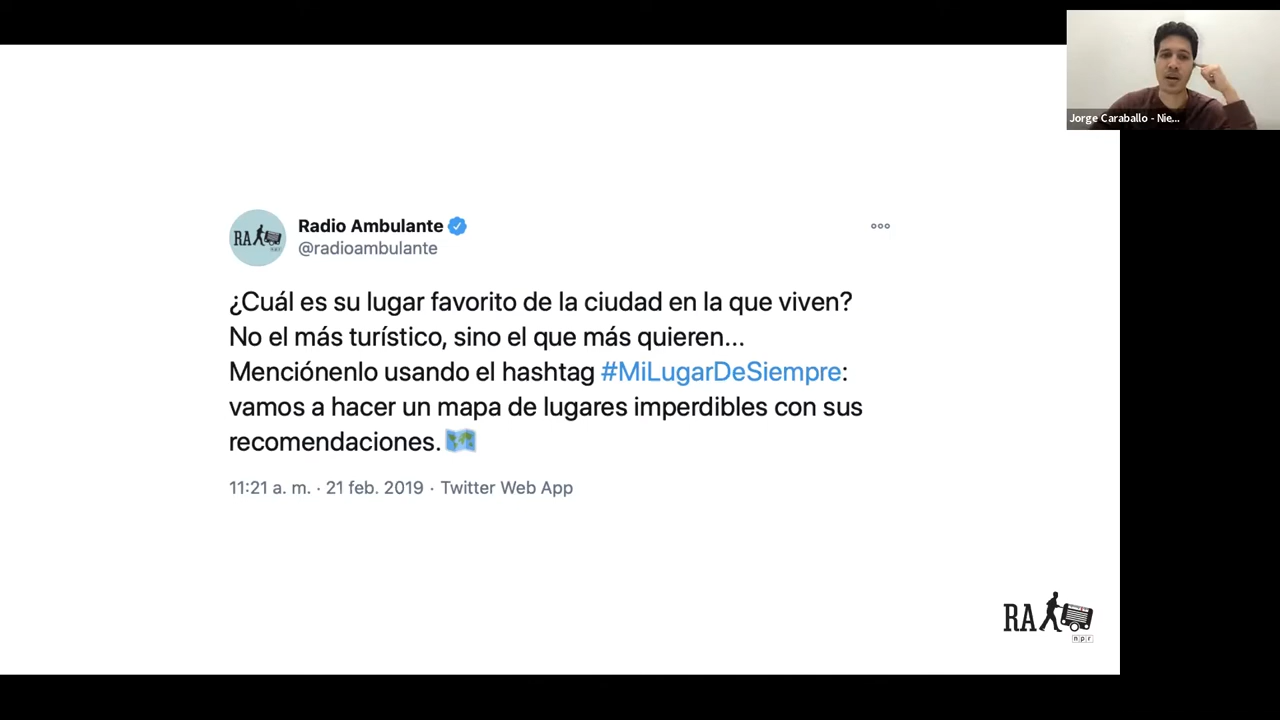 Jorge Caraballo - Nie...
RA
npr
Radio Ambulante
@radioambulante
¿Cuál es su lugar favorito de la ciudad en la que viven?
No el más turístico, sino el que más quieren...
Menciónenlo usando el hashtag #MiLugarDeSiempre:
vamos a hacer un mapa de lugares imperdibles con sus
recomendaciones.
11:21 a. m. · 21 feb. 2019 · Twitter Web App
RA
npr